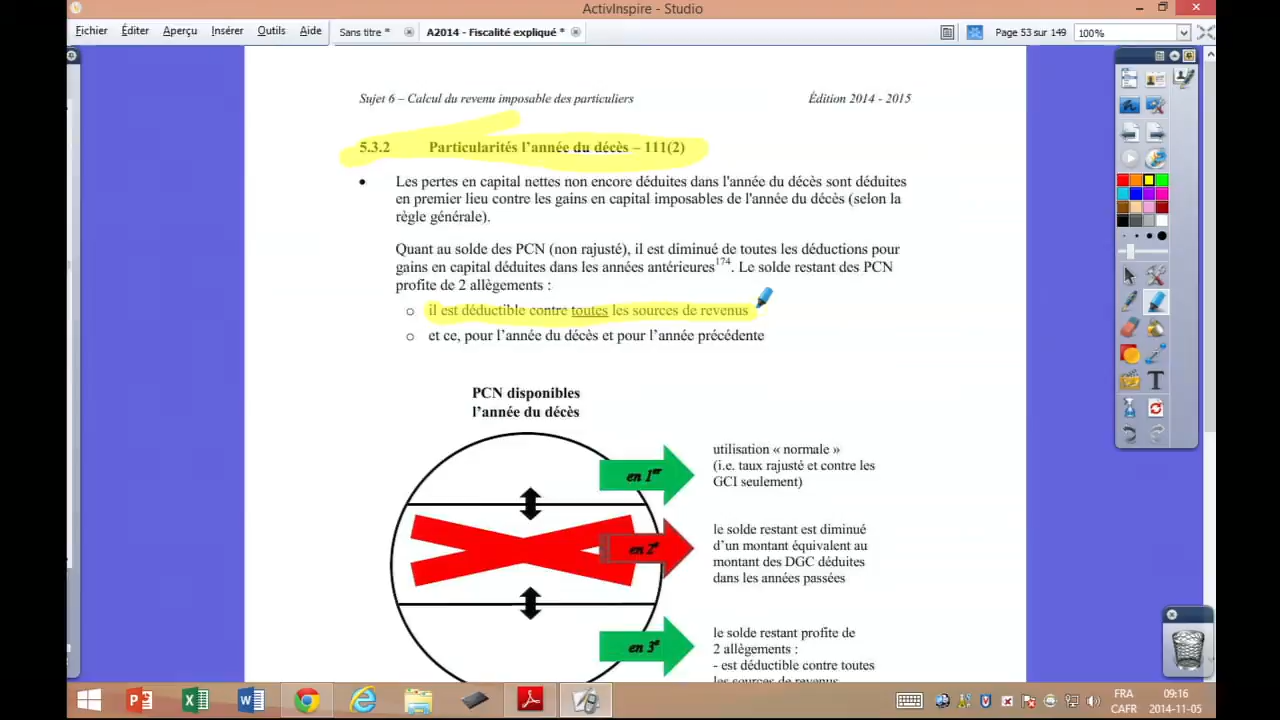 ActivInspire - Studio
Fichier Éditer Aperçu Insérer Outils Aide
Sans titre * A2014 - Fiscalité expliqué * Page 53 sur 149 100%
Sujet 6 – Calcul du revenu imposable des particuliers Édition 2014 - 2015
5.3.2 Particularités l'année du décès – 111(2)
• Les pertes en capital nettes non encore déduites dans l'année du décès sont déduites
en premier lieu contre les gains en capital imposables de l'année du décès (selon la
règle générale).
Quant au solde des PCN (non rajusté), il est diminué de toutes les déductions pour
gains en capital déduites dans les années antérieures174. Le solde restant des PCN
profite de 2 allègements :
o il est déductible contre toutes les sources de revenus
o et ce, pour l'année du décès et pour l'année précédente
PCN disponibles
l'année du décès
en 1er
utilisation « normale »
(i.e. taux rajusté et contre les
GCI seulement)
en 2e
le solde restant est diminué
d'un montant équivalent au
montant des DGC déduites
dans les années passées
en 3e
le solde restant profite de
2 allègements :
- est déductible contre toutes
les sources de revenus
FRA
CAFR
09:16
2014-11-05